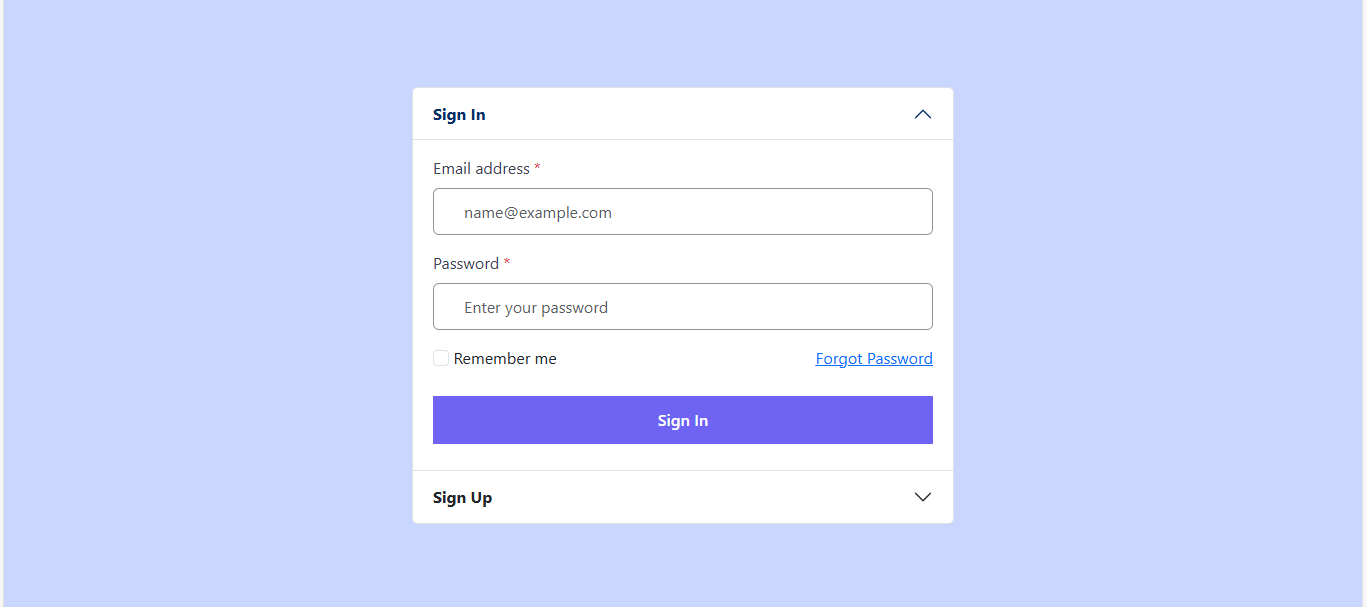 Sign In
Email address *
name@example.com
Password *
Enter your password
Remember me Forgot Password
Sign In
Sign Up